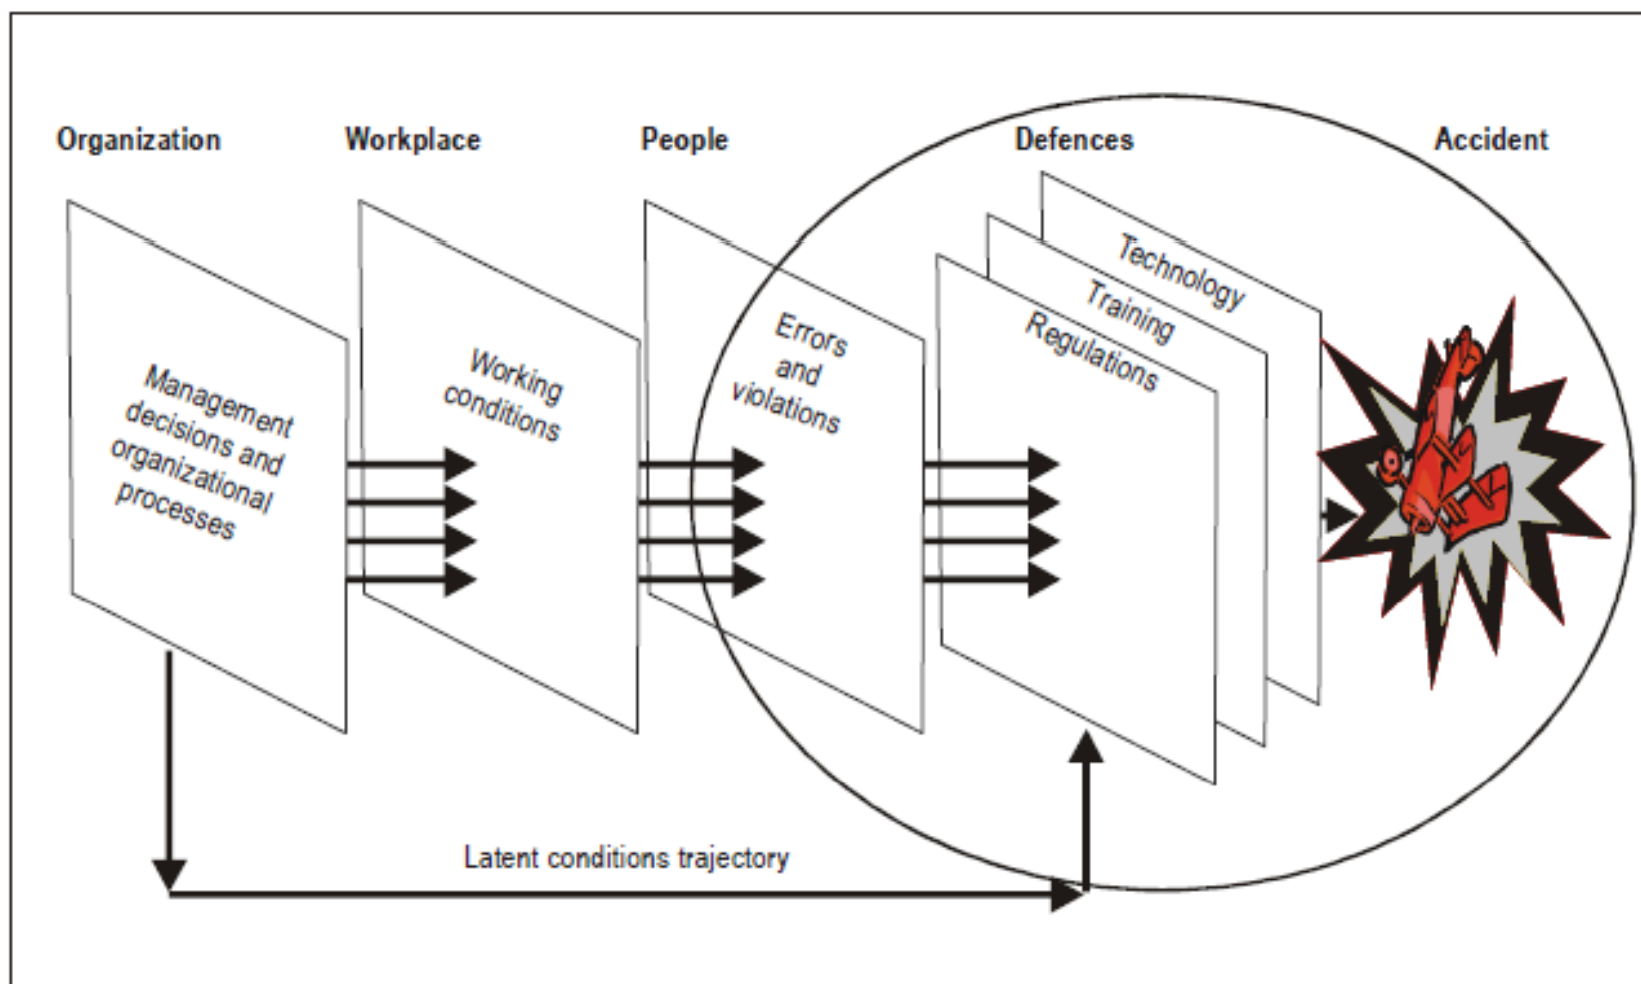 Organization
Workplace
People
Defences
Accident
Management
decisions and
organizational
processes
Working
conditions
Errors
and
violations
Technology
Training
Regulations
Latent conditions trajectory